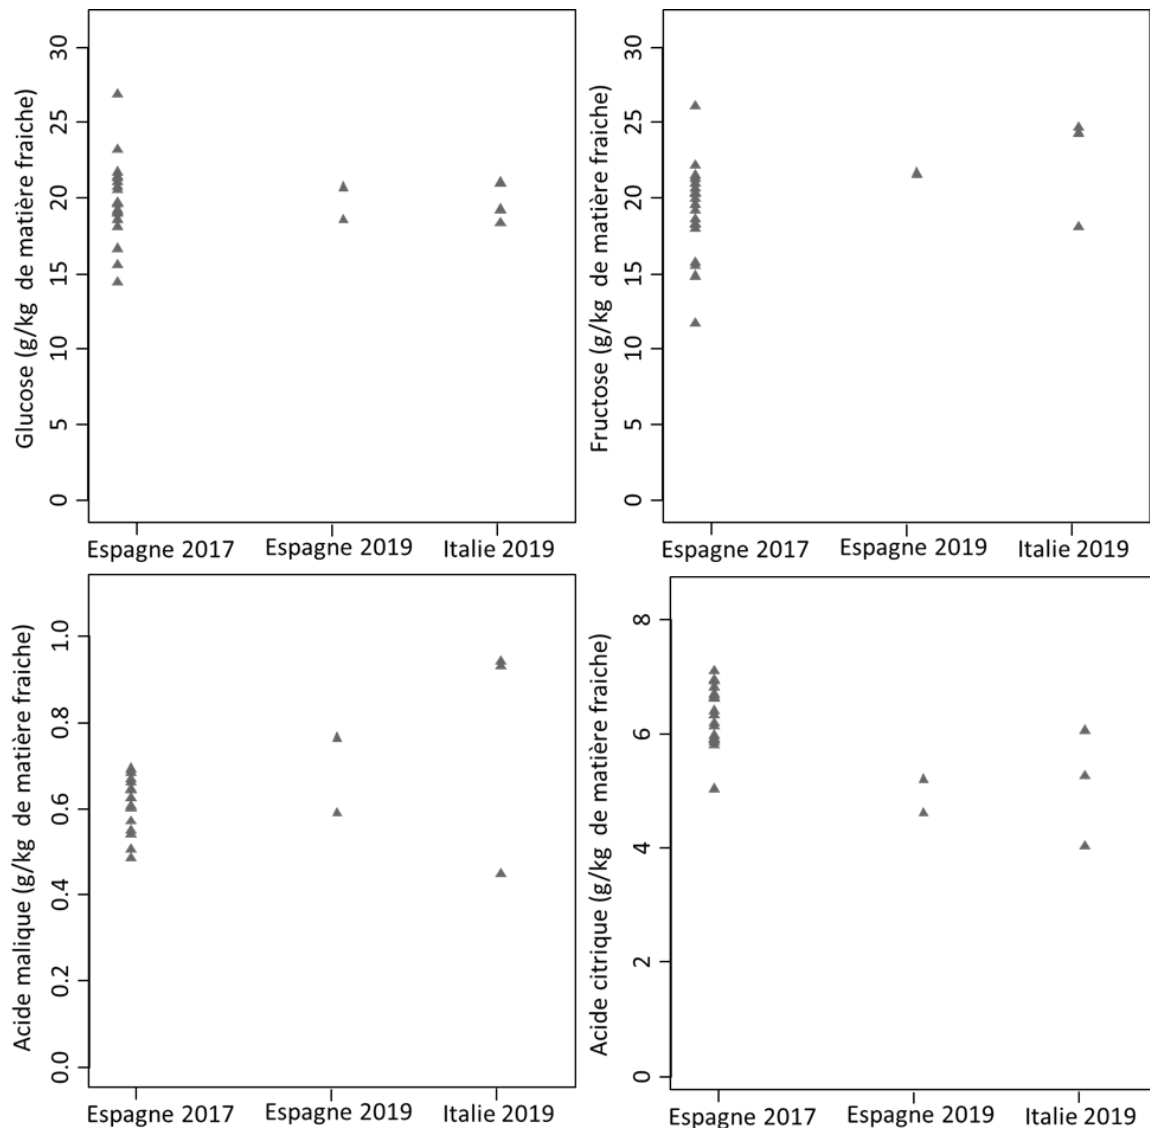 Glucose (g/kg de matière fraiche)
30
25
20
15
10
5
0
Espagne 2017
Espagne 2019
Italie 2019
Fructose (g/kg de matière fraiche)
30
25
20
15
10
5
0
Espagne 2017
Espagne 2019
Italie 2019
Acide malique (g/kg de matière fraiche)
1.0
0.8
0.6
0.4
0.2
0.0
Espagne 2017
Espagne 2019
Italie 2019
Acide citrique (g/kg de matière fraiche)
8
6
4
2
0
Espagne 2017
Espagne 2019
Italie 2019